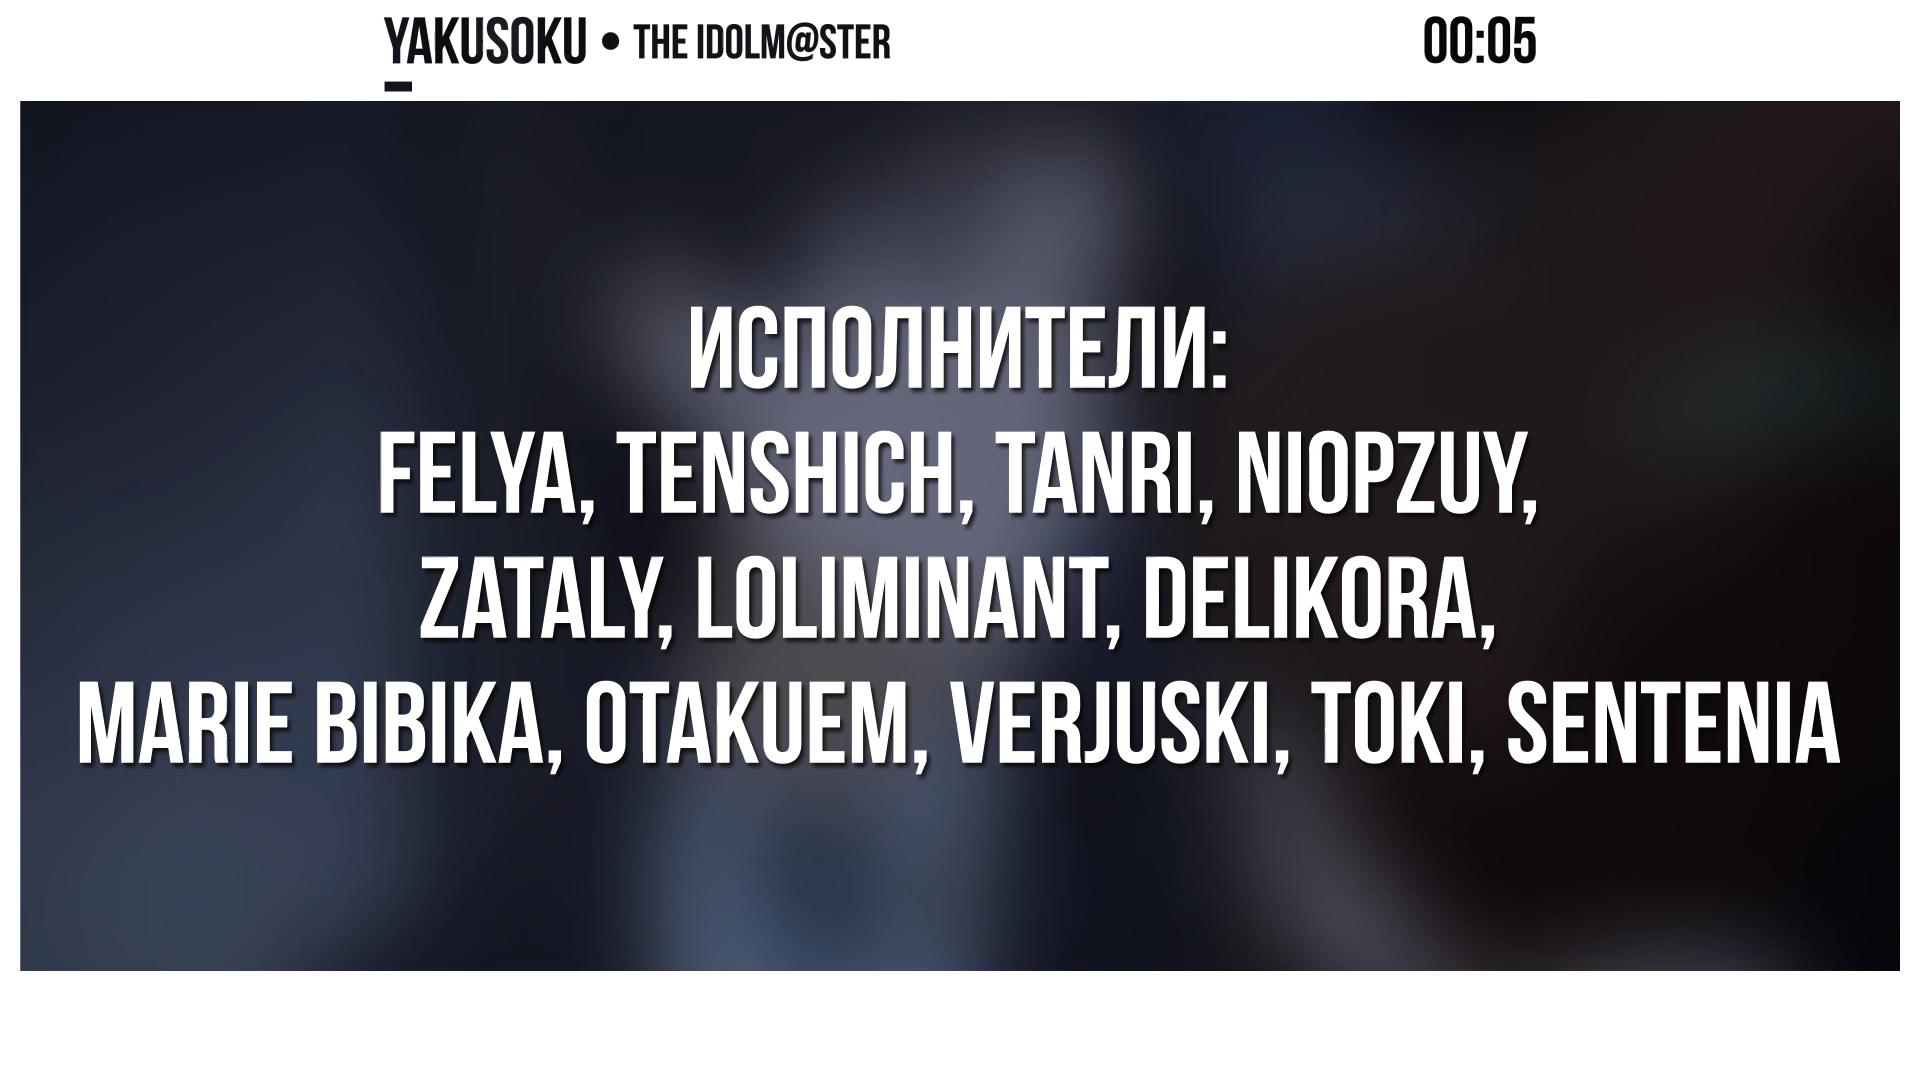 YAKUSOKU • THE IDOLM@STER
00:05
ИСПОЛНИТЕЛИ:
FELYA, TENSHICH, TANRI, NIOPZUY,
ZATALY, LOLIMINANT, DELIKORA,
MARIE BIBIKA, OTAKUEM, VERJUSKI, TOKI, SENTENIA